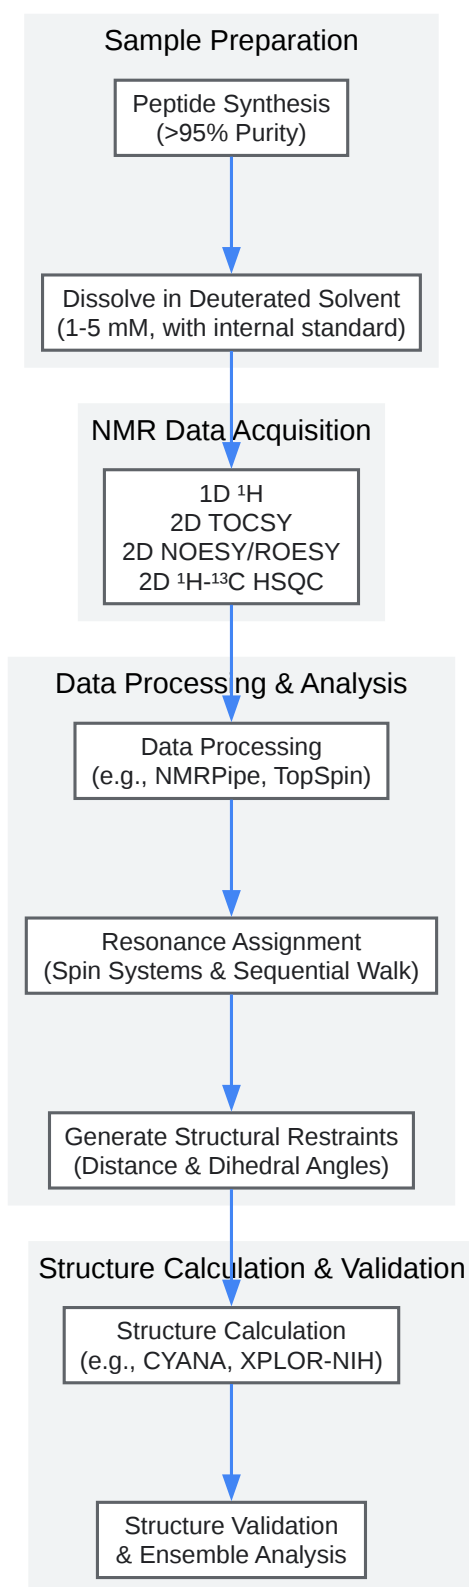 Sample Preparation
Peptide Synthesis
(>95% Purity)
Dissolve in Deuterated Solvent
(1-5 mM, with internal standard)
NMR Data Acquisition
1D ¹H
2D TOCSY
2D NOESY/ROESY
2D ¹H-¹³C HSQC
Data Processing & Analysis
Data Processing
(e.g., NMRPipe, TopSpin)
Resonance Assignment
(Spin Systems & Sequential Walk)
Generate Structural Restraints
(Distance & Dihedral Angles)
Structure Calculation & Validation
Structure Calculation
(e.g., CYANA, XPLOR-NIH)
Structure Validation
& Ensemble Analysis